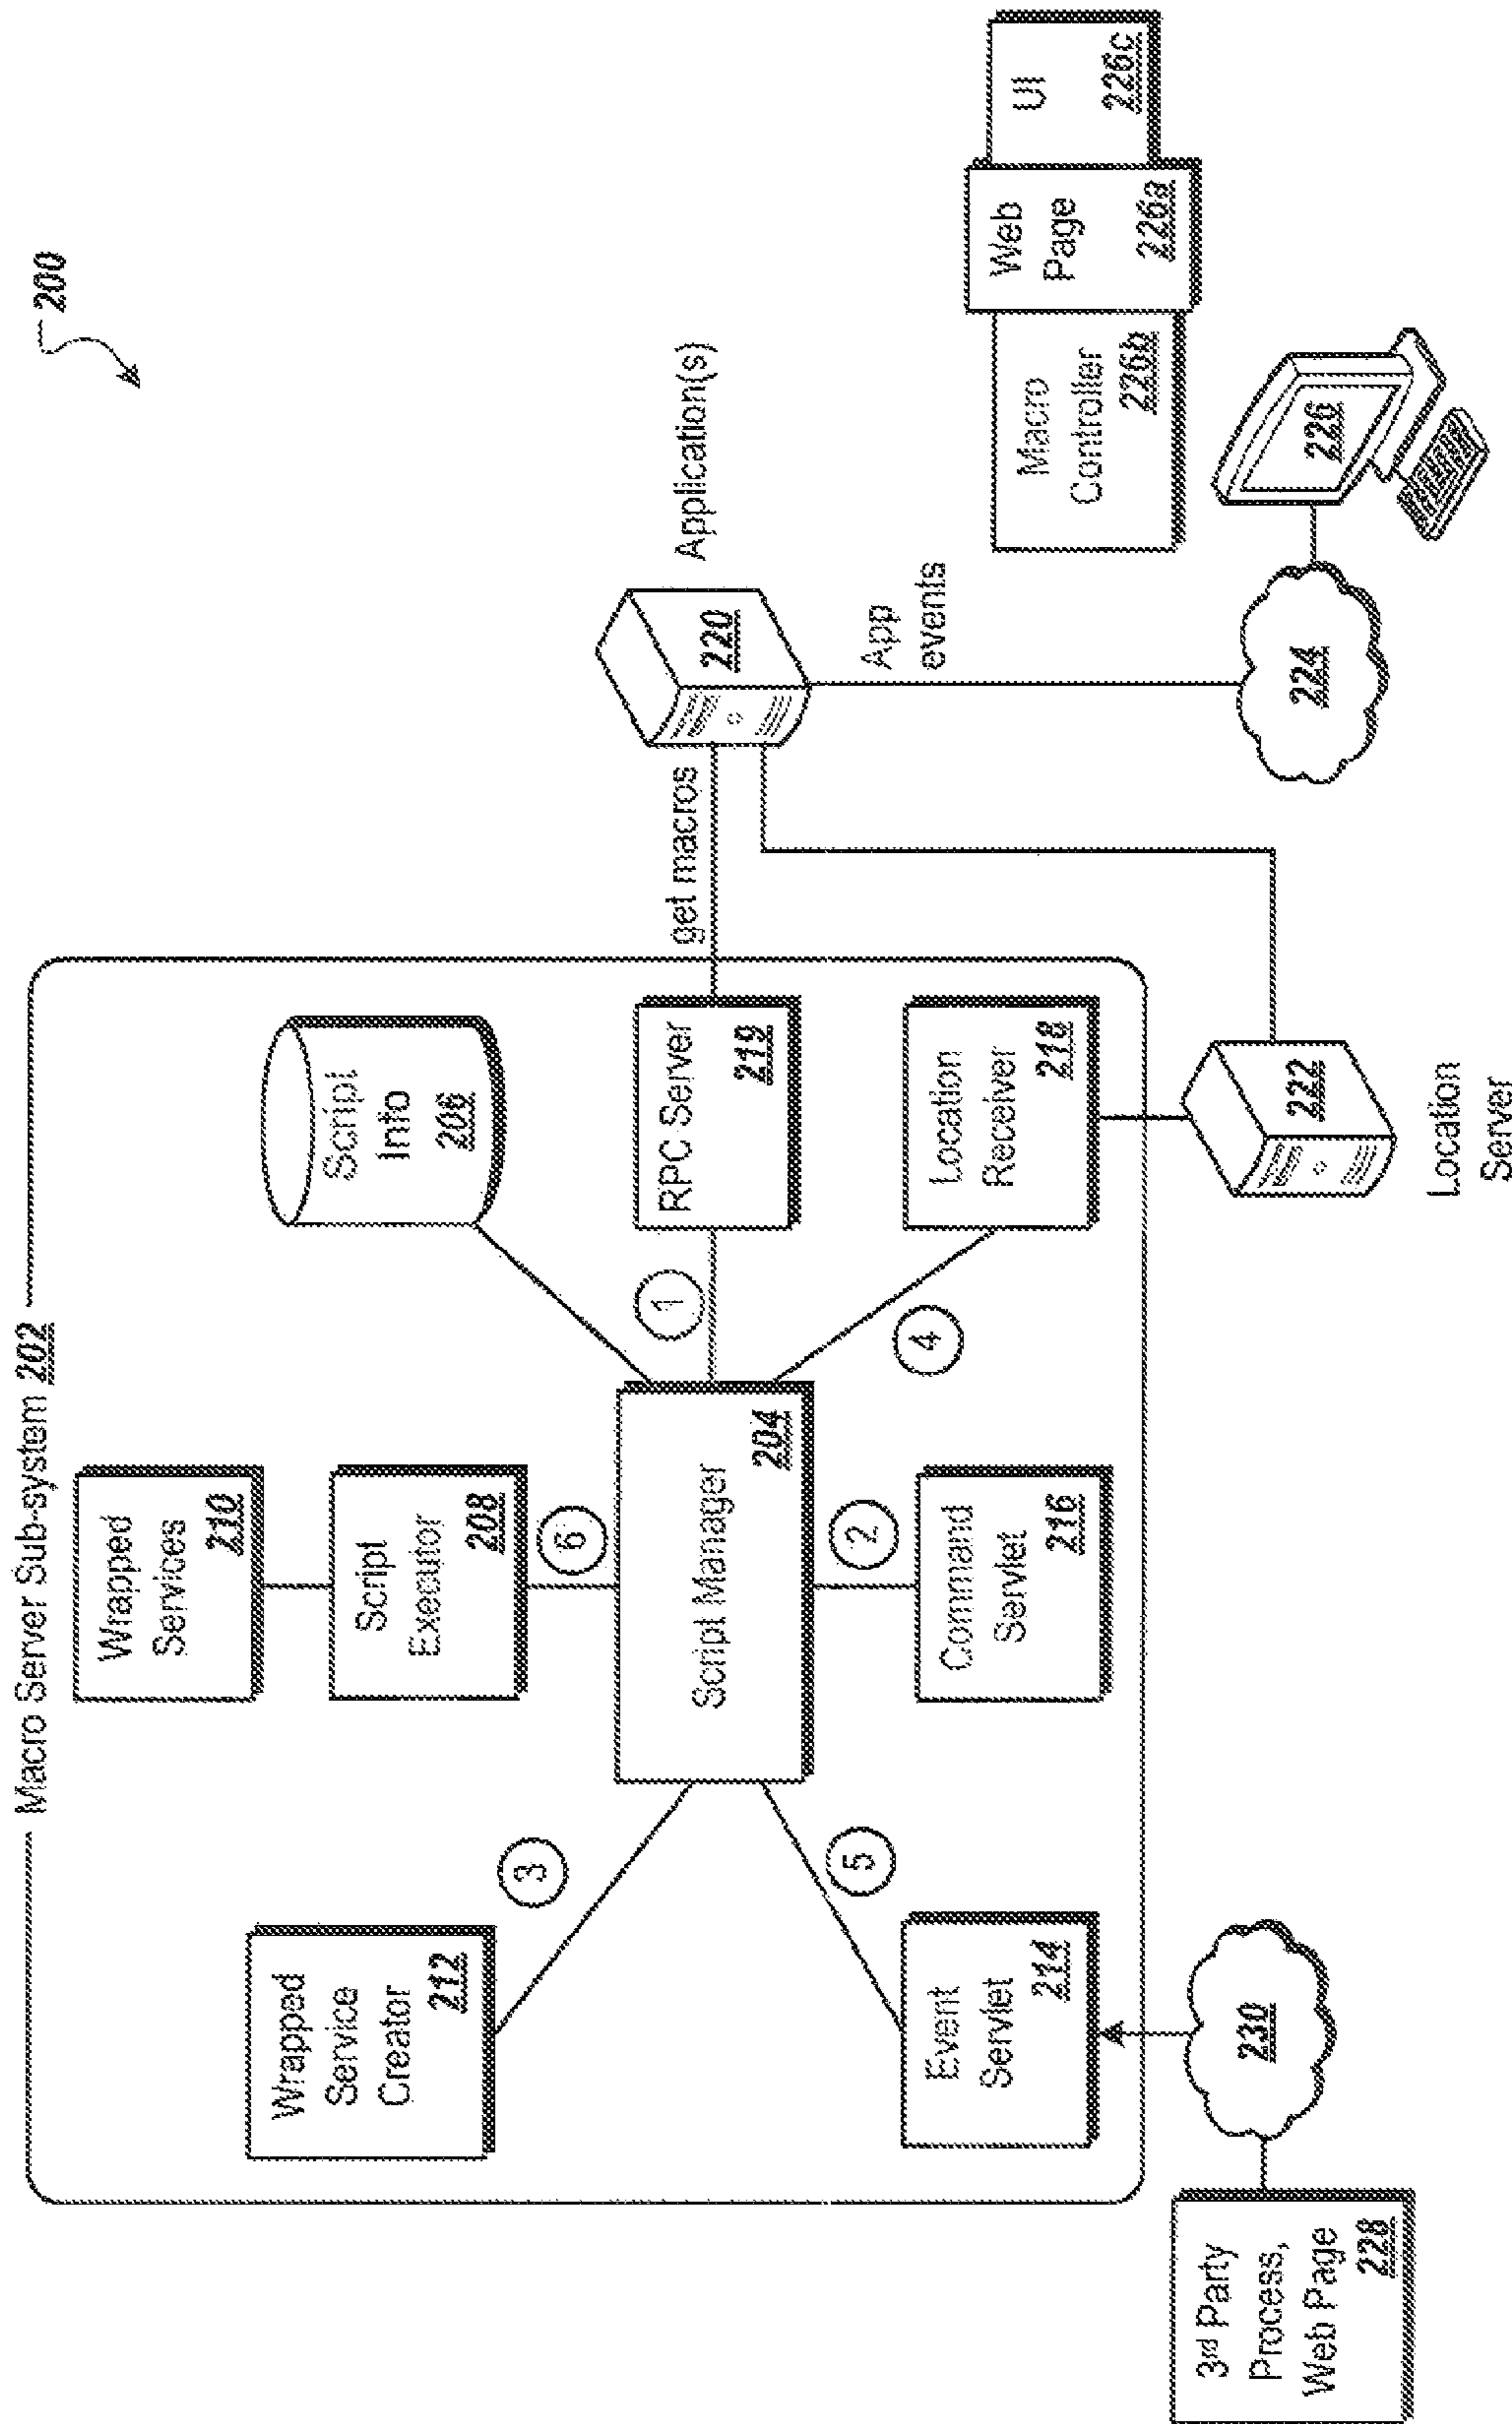 200
Macro Server Sub-system 202
Wrapped
Services
210
Script
Executor
208
Wrapped
Service
Creator
212
3
6
Script
Info
206
Script Manager
204
1
RPC Server
219
get macros
220
Application(s)
5
2
4
Event
Servlet
214
Command
Servlet
216
Location
Receiver
218
App
events
Macro
Controller
226b
Web
Page
226a
UI
226c
3rd Party
Process,
Web Page
228
230
222
Location
Server
224
226